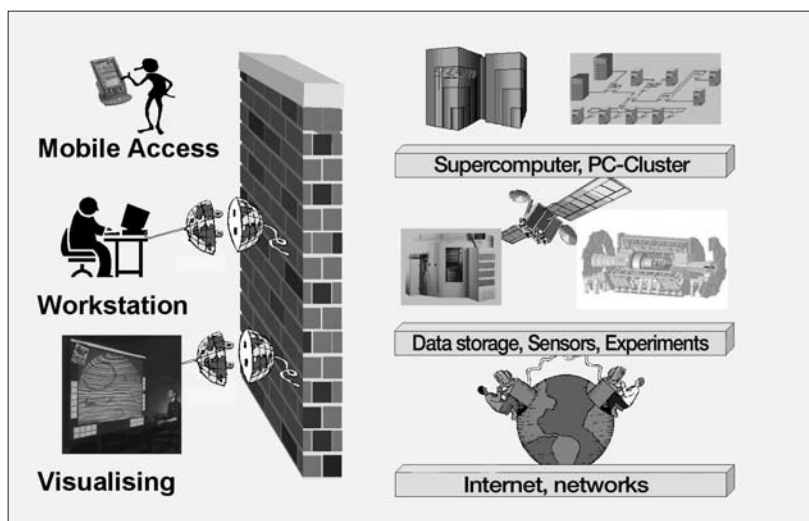 Mobile Access
Workstation
Visualising
Supercomputer, PC-Cluster
Data storage, Sensors, Experiments
Internet, networks